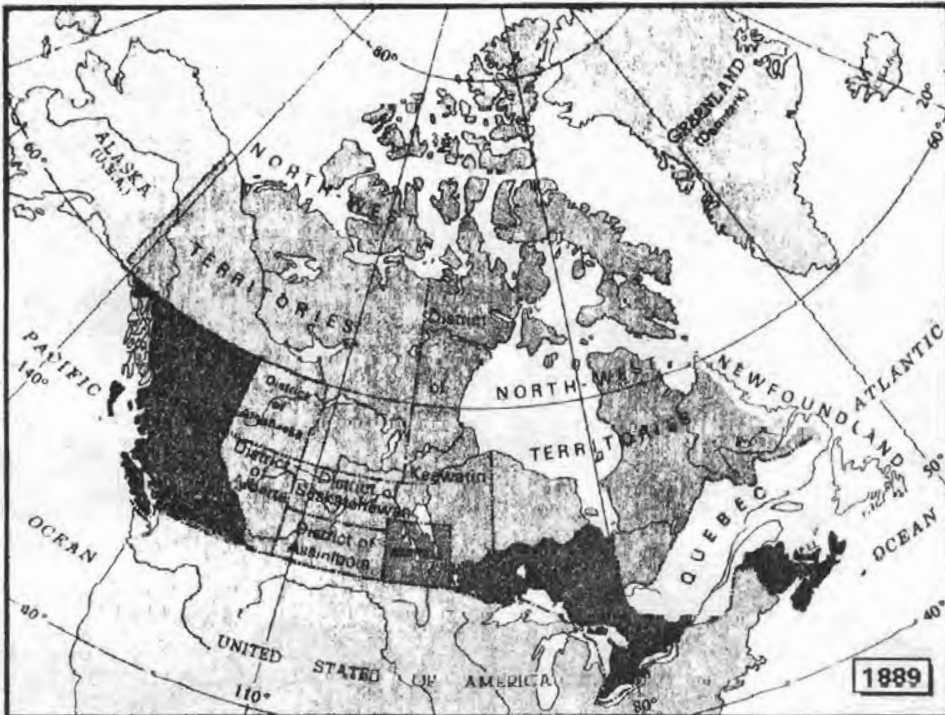 80°
20°
60°
60°
GREENLAND
(Denmark)
ALASKA
(U.S.A.)
NORTH-WE
TERRITORIES
District
of
Keewatin
PACIFIC
140°
OCEAN
NORTH-WEST
TERRITORIES
NEWFOUNDLAND
ATLANTIC
50°
OCEAN
District
of
District
of
Alberta
District of
Saskatchewan
District of
Assiniboia
QUEBEC
40°
40°
UNITED STATES OF AMERICA
110°
80°
1889